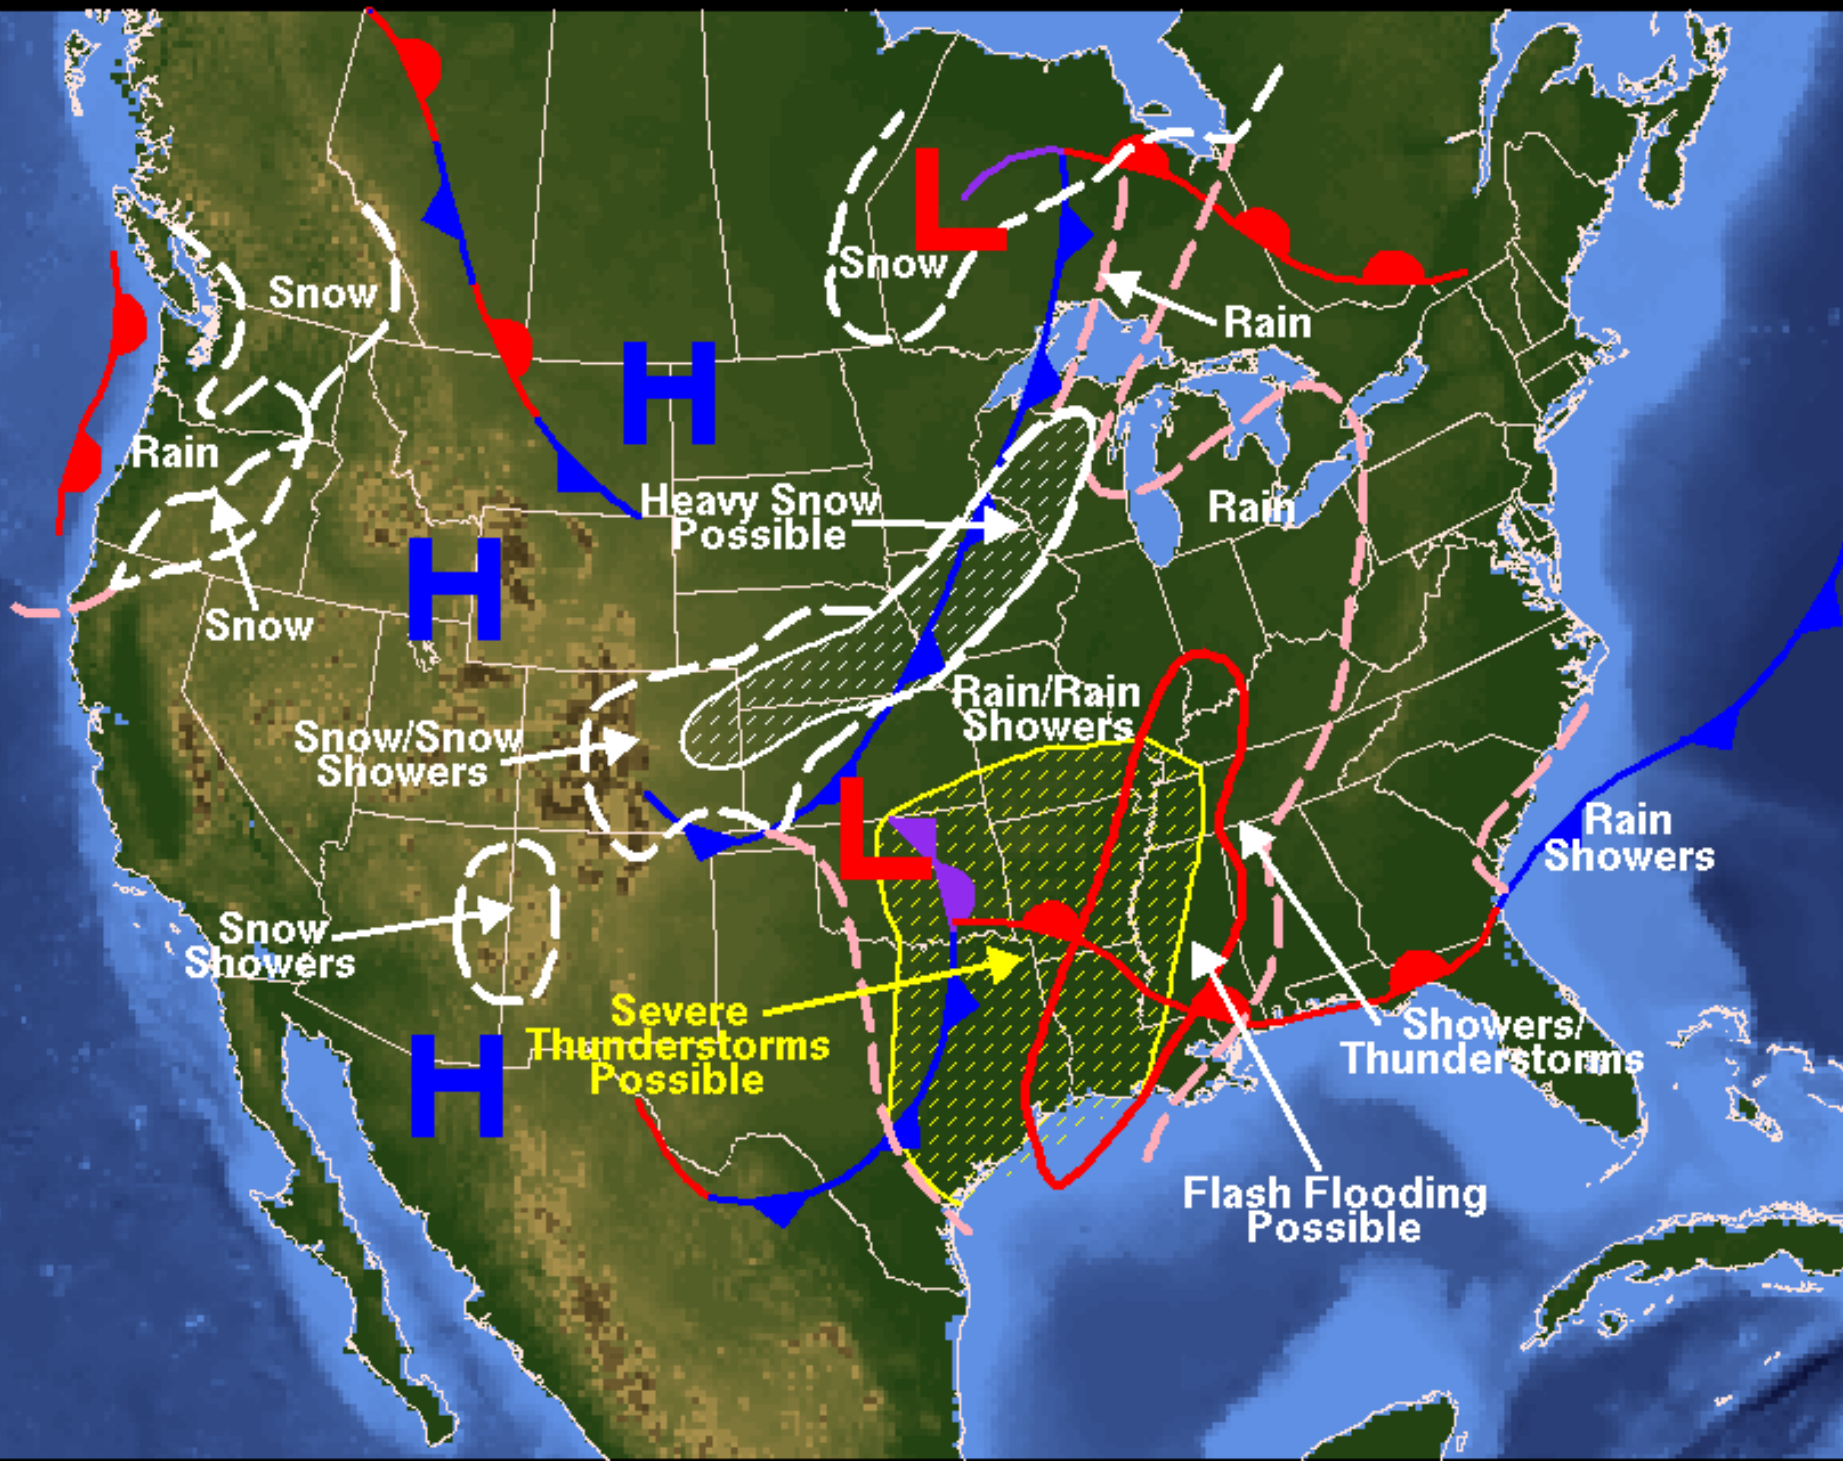 L
Snow
Snow
Rain
H
Rain
Heavy Snow
Possible
Rain
H
Snow
Rain/Rain
Showers
Snow/Snow
Showers
L
Rain
Showers
Snow
Showers
Severe
Thunderstorms
Possible
Showers/
Thunderstorms
H
Flash Flooding
Possible